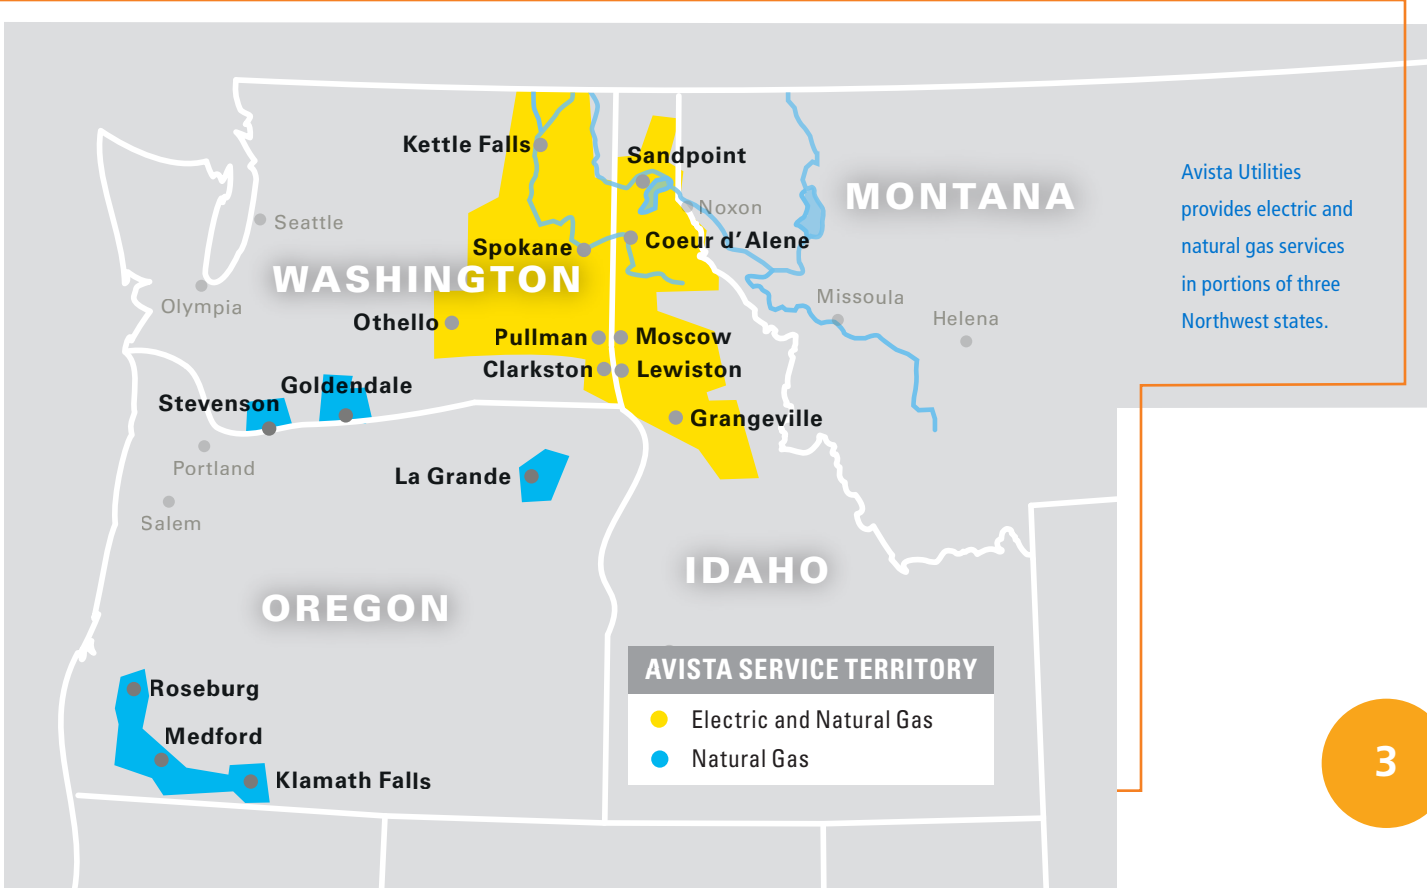 Kettle Falls
Sandpoint
MONTANA
Noxon
Seattle
Spokane
Coeur d'Alene
WASHINGTON
Olympia
Missoula
Helena
Othello
Pullman
Moscow
Clarkston
Lewiston
Goldendale
Stevenson
Grangeville
Portland
La Grande
Salem
IDAHO
OREGON
Roseburg
Medford
Klamath Falls
AVISTA SERVICE TERRITORY
Electric and Natural Gas
Natural Gas
Avista Utilities
provides electric and
natural gas services
in portions of three
Northwest states.
3